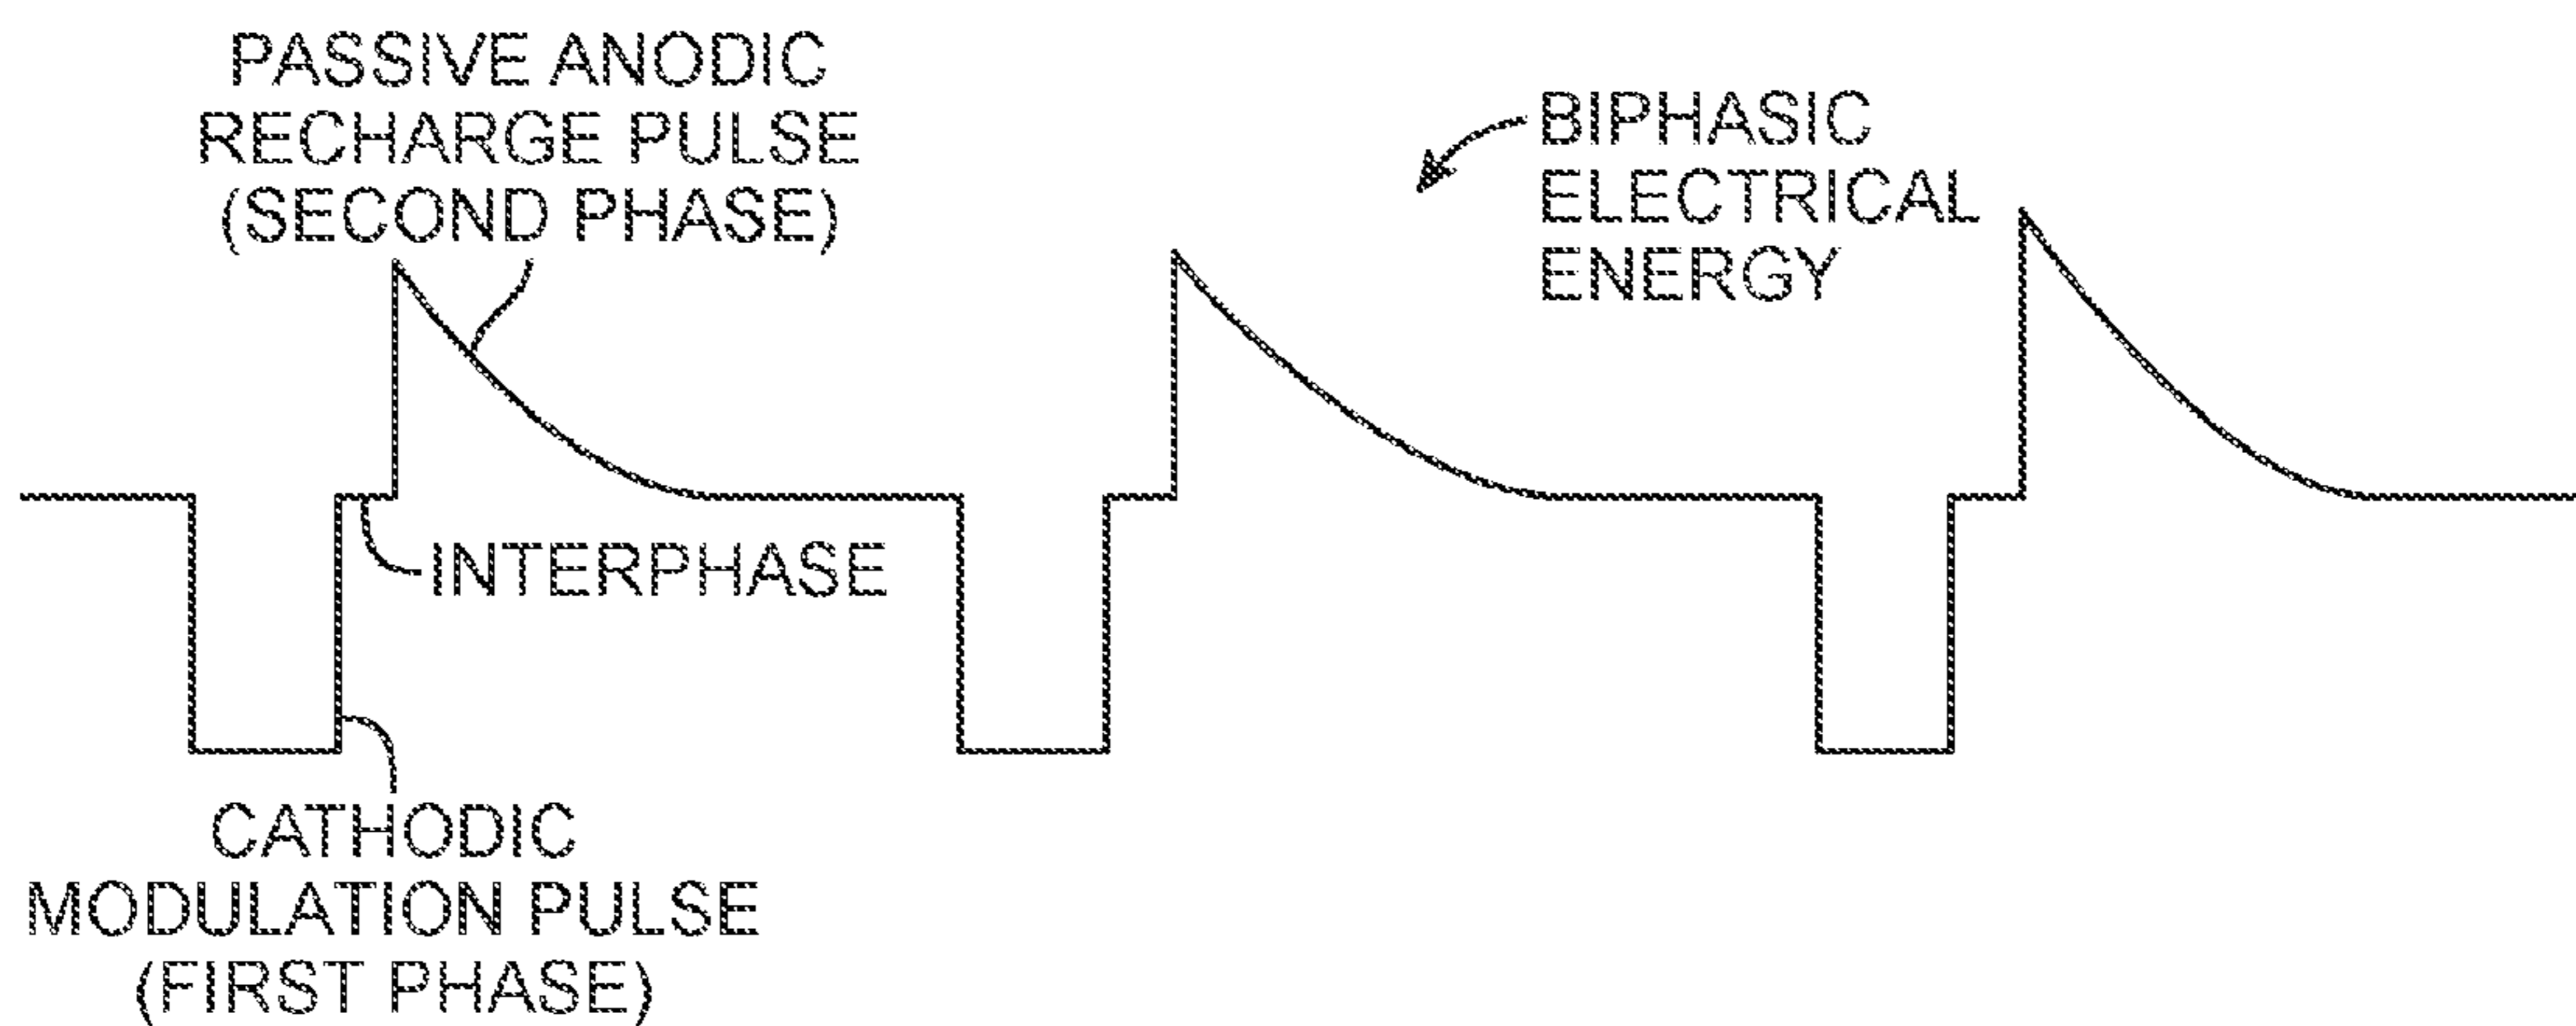 PASSIVE ANODIC
RECHARGE PULSE
(SECOND PHASE)
BIPHASIC
ELECTRICAL
ENERGY
INTERPHASE
CATHODIC
MODULATION PULSE
(FIRST PHASE)